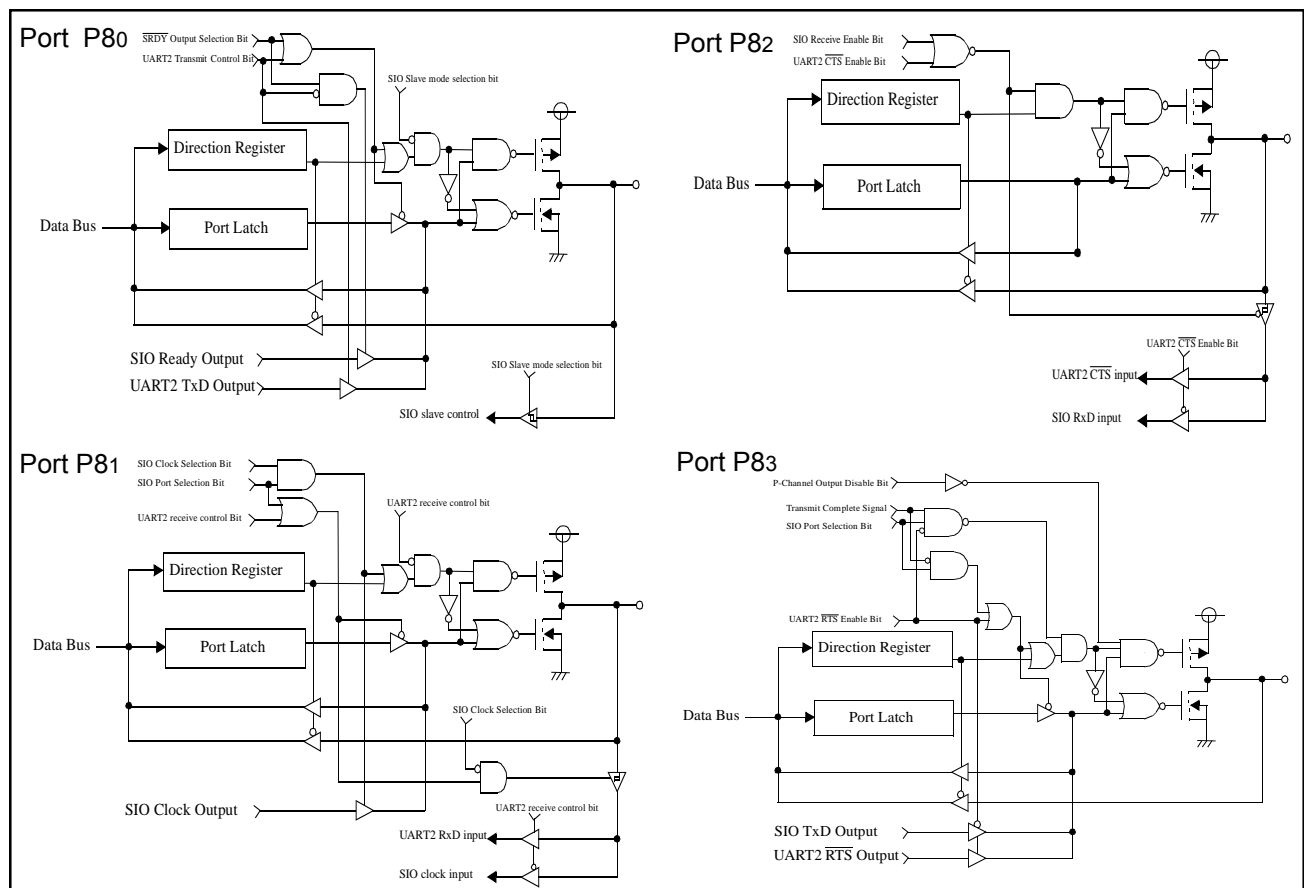 Port P80
SRDY Output Selection Bit
UART2 Transmit Control Bit
SIO Slave mode selection bit
Direction Register
Data Bus
Port Latch
SIO Ready Output
UART2 TxD Output
SIO Slave mode selection bit
SIO slave control
Port P82
SIO Receive Enable Bit
UART2 CTS Enable Bit
Direction Register
Data Bus
Port Latch
UART2 CTS Enable Bit
UART2 CTS input
SIO RxD input
Port P81
SIO Clock Selection Bit
SIO Port Selection Bit
UART2 receive control Bit
UART2 receive control bit
Direction Register
Data Bus
Port Latch
SIO Clock Selection Bit
SIO Clock Output
UART2 receive control bit
UART2 RxD input
SIO clock input
Port P83
P-Channel Output Disable Bit
Transmit Complete Signal
SIO Port Selection Bit
UART2 RTS Enable Bit
Direction Register
Data Bus
Port Latch
SIO TxD Output
UART2 RTS Output